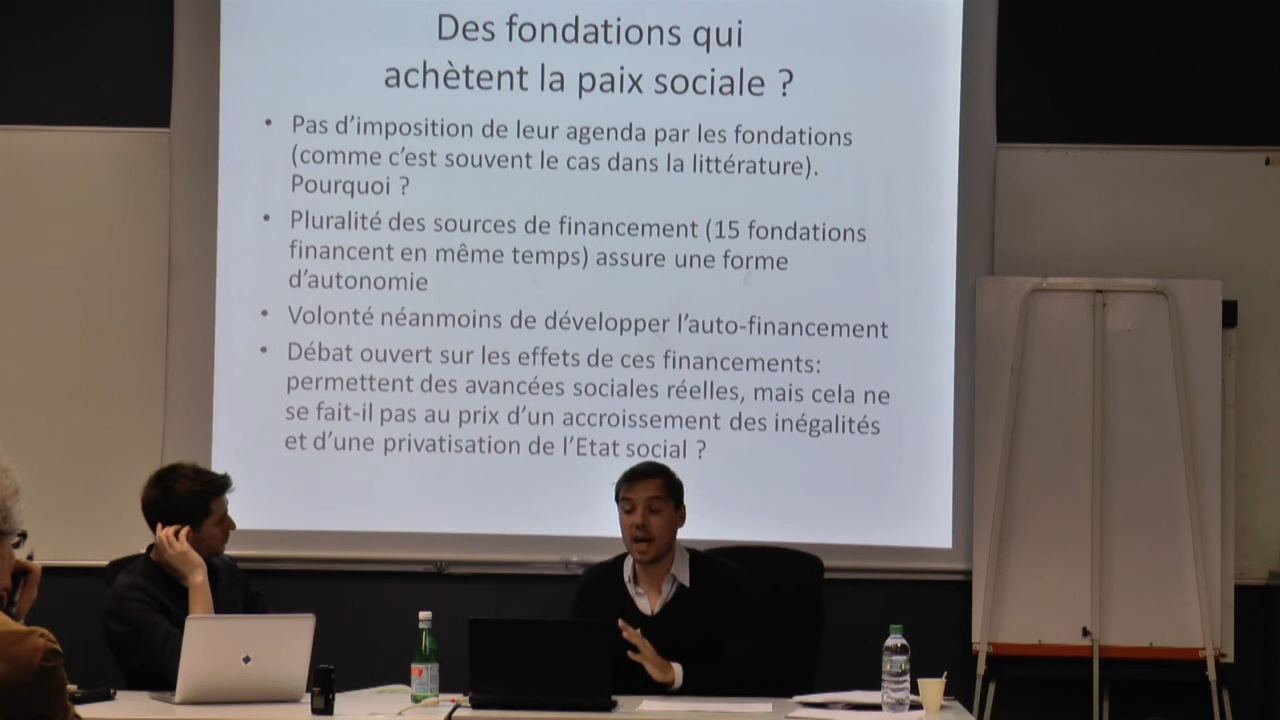 Des fondations qui
achètent la paix sociale ?
• Pas d’imposition de leur agenda par les fondations
(comme c’est souvent le cas dans la littérature).
Pourquoi ?
• Pluralité des sources de financement (15 fondations
financent en même temps) assure une forme
d’autonomie
• Volonté néanmoins de développer l’auto-financement
• Débat ouvert sur les effets de ces financements:
permettent des avancées sociales réelles, mais cela ne
se fait-il pas au prix d’un accroissement des inégalités
et d’une privatisation de l’Etat social ?